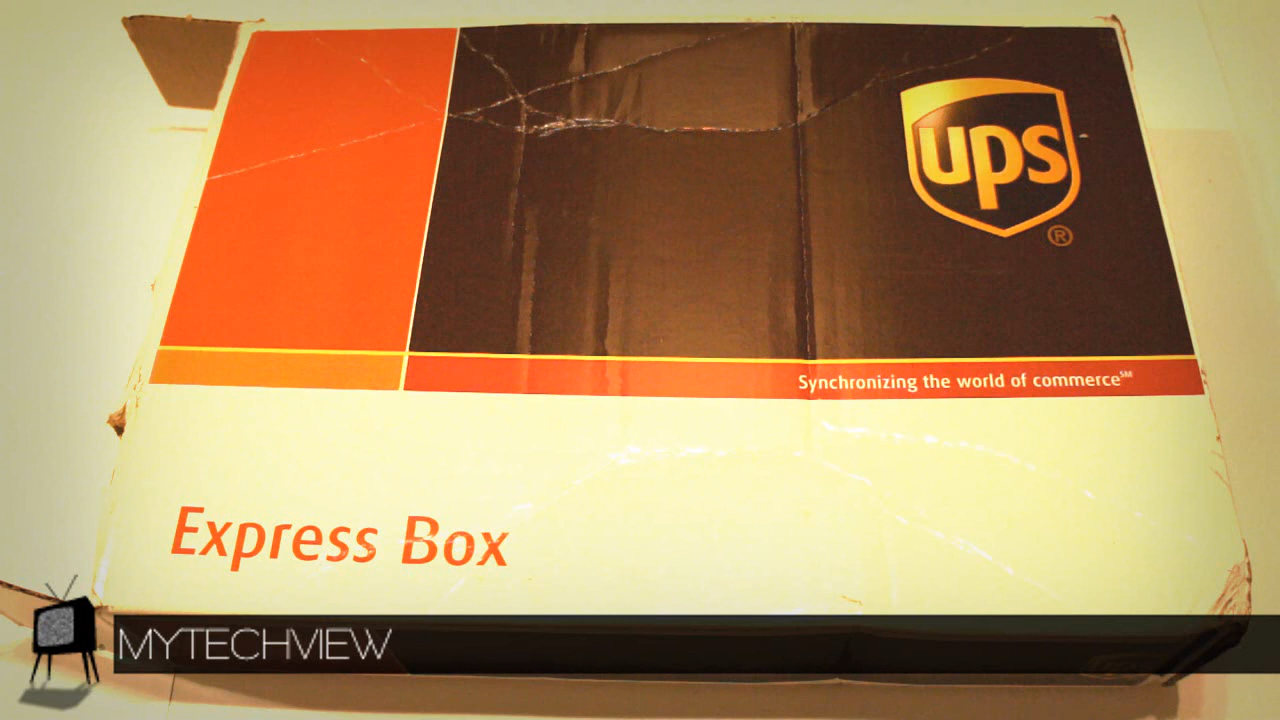 ups
®
Synchronizing the world of commerce℠
Express Box
MYTECHVIEW